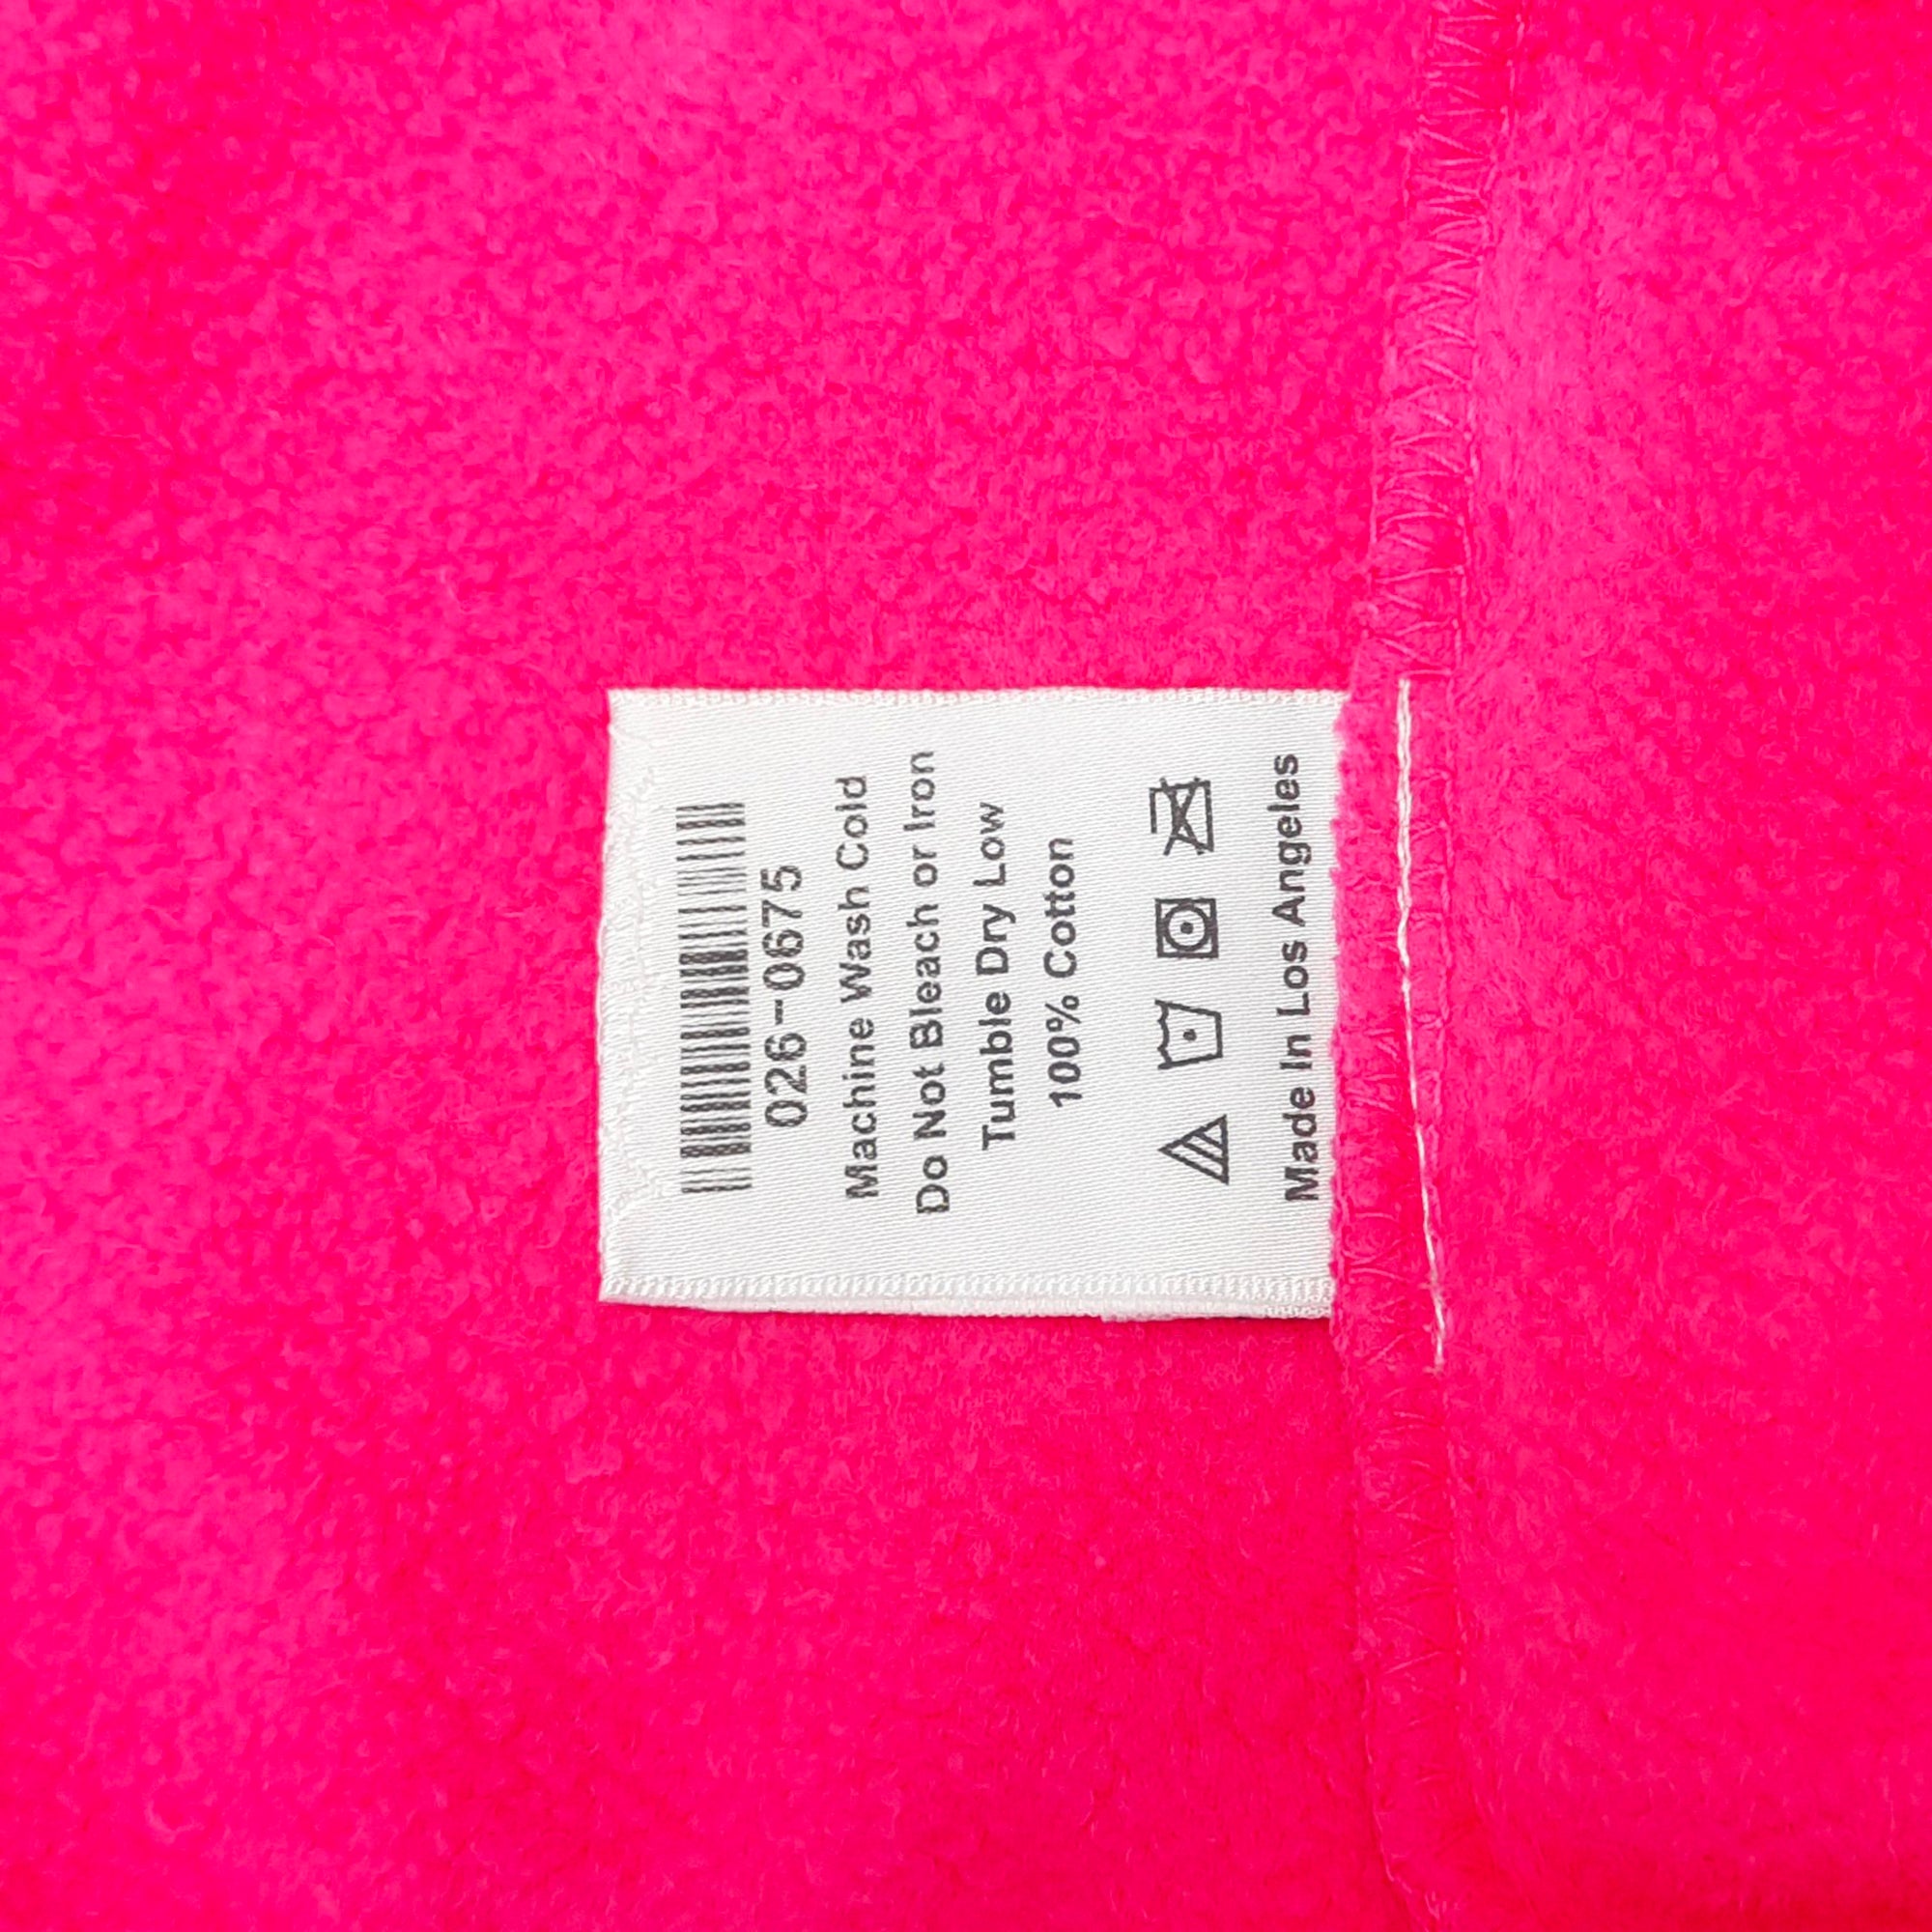 026-0675
Machine Wash Cold
Do Not Bleach or Iron
Tumble Dry Low
100% Cotton
Made In Los Angeles